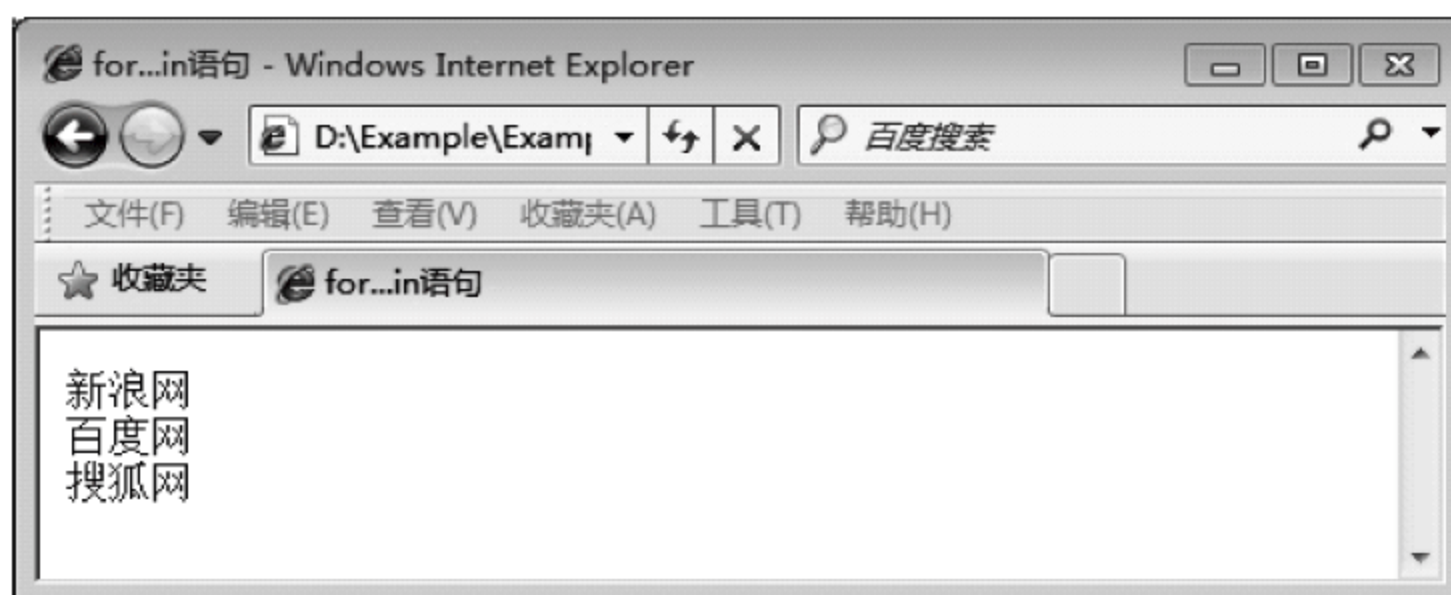 for...in语句 - Windows Internet Explorer
D:\Example\Examp
百度搜索
文件(F) 编辑(E) 查看(V) 收藏夹(A) 工具(T) 帮助(H)
收藏夹 for...in语句
新浪网
百度网
搜狐网